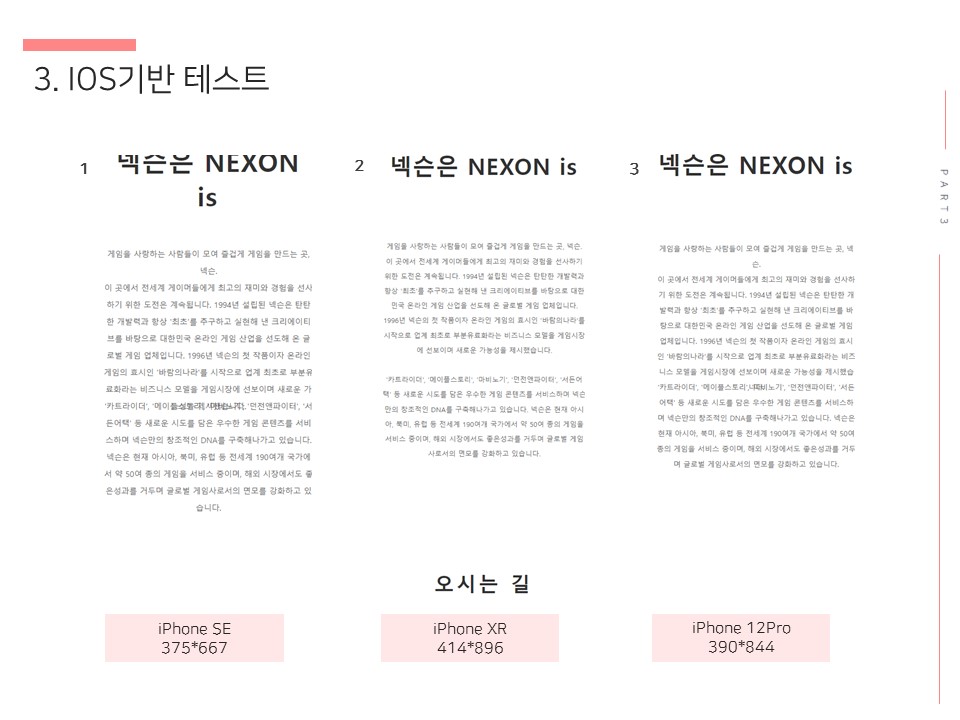 3. IOS기반 테스트
1
넥슨은 NEXON
is
게임을 사랑하는 사람들이 모여 즐겁게 게임을 만드는 곳,
넥슨.
이 곳에서 전세계 게이머들에게 최고의 재미와 경험을 선사
하기 위한 도전은 계속됩니다. 1994년 설립된 넥슨은 탄탄
한 개발력과 항상 '최초'를 추구하고 실현해 낸 크리에이티
브를 바탕으로 대한민국 온라인 게임 산업을 선도해 온 글
로벌 게임 업체입니다. 1996년 넥슨의 첫 작품이자 온라인
게임의 효시인 '바람의나라'를 시작으로 업계 최초로 부분유
료화라는 비즈니스 모델을 게임시장에 선보이며 새로운 가
'카트라이더', '메이플스토리', '마비노기', '던전앤파이터', '서
든어택' 등 새로운 시도를 담은 우수한 게임 콘텐츠를 서비
스하며 넥슨만의 창조적인 DNA를 구축해나가고 있습니다.
넥슨은 현재 아시아, 북미, 유럽 등 전세계 190여개 국가에
서 약 50여 종의 게임을 서비스 중이며, 해외 시장에서도 좋
은성과를 거두며 글로벌 게임사로서의 면모를 강화하고 있
습니다.
iPhone SE
375*667
2
넥슨은 NEXON is
게임을 사랑하는 사람들이 모여 즐겁게 게임을 만드는 곳, 넥슨.
이 곳에서 전세계 게이머들에게 최고의 재미와 경험을 선사하기
위한 도전은 계속됩니다. 1994년 설립된 넥슨은 탄탄한 개발력과
항상 '최초'를 추구하고 실현해 낸 크리에이티브를 바탕으로 대한
민국 온라인 게임 산업을 선도해 온 글로벌 게임 업체입니다.
1996년 넥슨의 첫 작품이자 온라인 게임의 효시인 '바람의나라'를
시작으로 업계 최초로 부분유료화라는 비즈니스 모델을 게임시장
에 선보이며 새로운 가능성을 제시했습니다.
'카트라이더', '메이플스토리', '마비노기', '던전앤파이터', '서든어
택' 등 새로운 시도를 담은 우수한 게임 콘텐츠를 서비스하며 넥슨
만의 창조적인 DNA를 구축해나가고 있습니다. 넥슨은 현재 아시
아, 북미, 유럽 등 전세계 190여개 국가에서 약 50여 종의 게임을
서비스 중이며, 해외 시장에서도 좋은성과를 거두며 글로벌 게임
사로서의 면모를 강화하고 있습니다.
오시는 길
iPhone XR
414*896
3
넥슨은 NEXON is
게임을 사랑하는 사람들이 모여 즐겁게 게임을 만드는 곳, 넥
슨.
이 곳에서 전세계 게이머들에게 최고의 재미와 경험을 선사하
기 위한 도전은 계속됩니다. 1994년 설립된 넥슨은 탄탄한 개
발력과 항상 '최초'를 추구하고 실현해 낸 크리에이티브를 바
탕으로 대한민국 온라인 게임 산업을 선도해 온 글로벌 게임
업체입니다. 1996년 넥슨의 첫 작품이자 온라인 게임의 효시
인 '바람의나라'를 시작으로 업계 최초로 부분유료화라는 비즈
니스 모델을 게임시장에 선보이며 새로운 가능성을 제시했습
'카트라이더', '메이플스토리', '마비노기', '던전앤파이터', '서든
어택' 등 새로운 시도를 담은 우수한 게임 콘텐츠를 서비스하
며 넥슨만의 창조적인 DNA를 구축해나가고 있습니다. 넥슨은
현재 아시아, 북미, 유럽 등 전세계 190여개 국가에서 약 50여
종의 게임을 서비스 중이며, 해외 시장에서도 좋은성과를 거두
며 글로벌 게임사로서의 면모를 강화하고 있습니다.
iPhone 12Pro
390*844
PART3